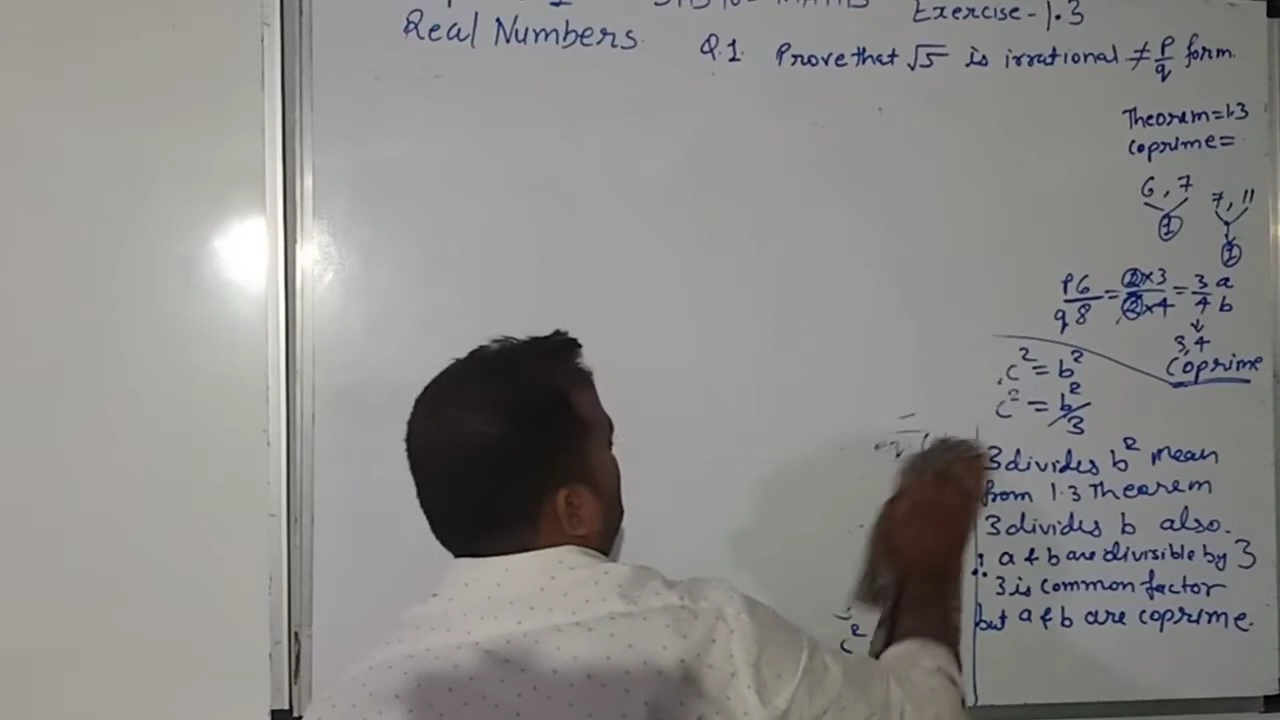 Real Numbers
Exercise-1.3
Q.1. Prove that √5 is irrational ≠ p/q form.
Theorem=1.3
Coprime=
6, 7
7, 11
1
1
p6/q8 = 2×3/2×4 = 3/4 a/b
3,4
Coprime
c² = b²
c² = b²/3
3 divides b² mean
from 1.3 Theorem
3 divides b also.
∴ a & b are divisible by 3
3 is common factor
but a & b are coprime.
c²